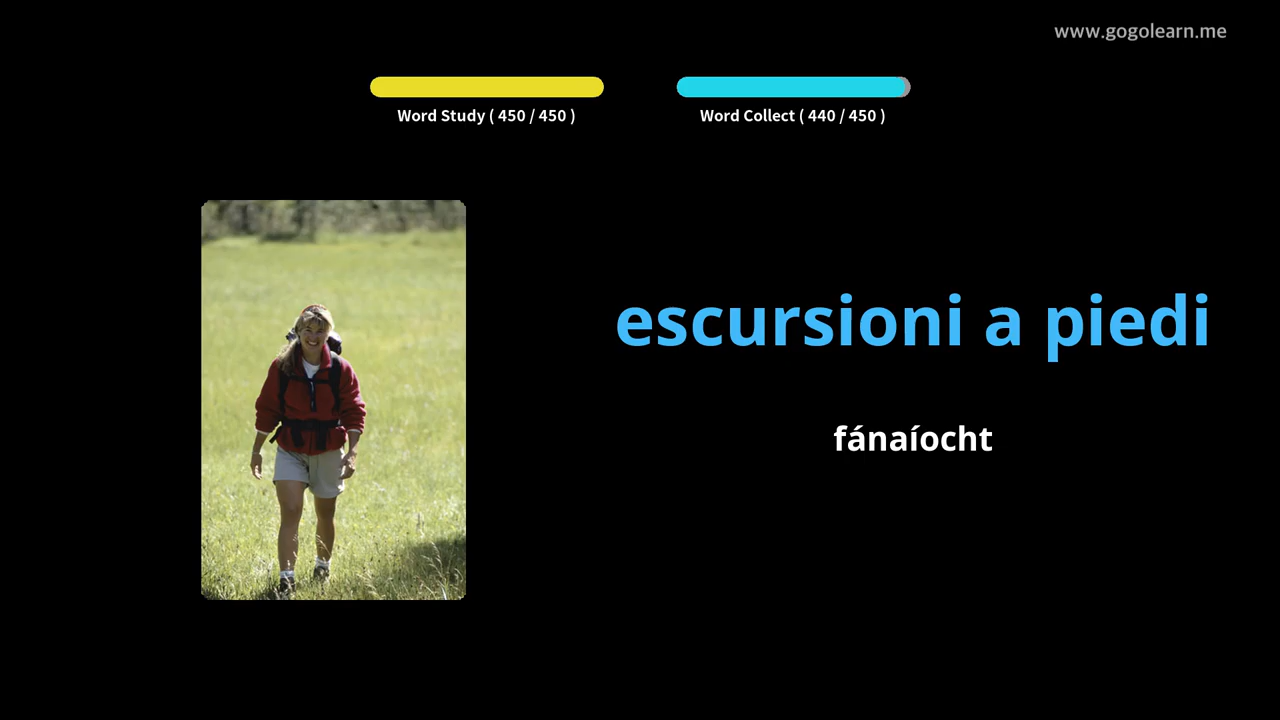 www.gogolearn.me
Word Study ( 450 / 450 )
Word Collect ( 440 / 450 )
escursioni a piedi
fánaíocht